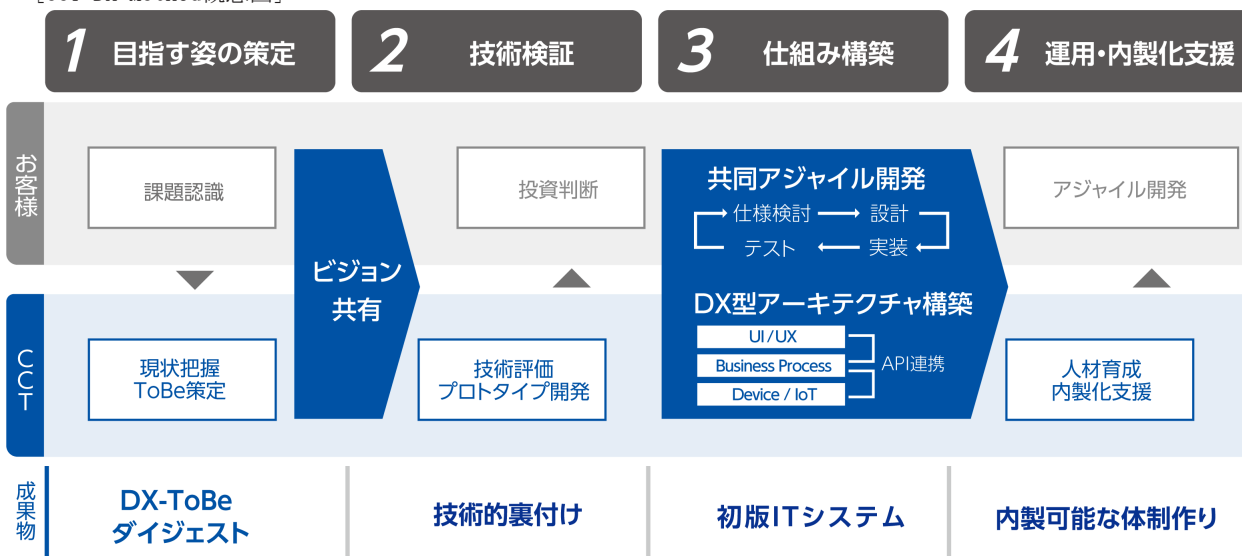 1 目指す姿の策定
2 技術検証
3 仕組み構築
4 運用・内製化支援
お客様
課題認識
ビジョン
共有
投資判断
共同アジャイル開発
仕様検討
設計
テスト
実装
アジャイル開発
CCT
現状把握
ToBe策定
技術評価
プロトタイプ開発
DX型アーキテクチャ構築
UI/UX
Business Process
Device / IoT
API連携
人材育成
内製化支援
成果物
DX-ToBe
ダイジェスト
技術的裏付け
初版ITシステム
内製可能な体制作り